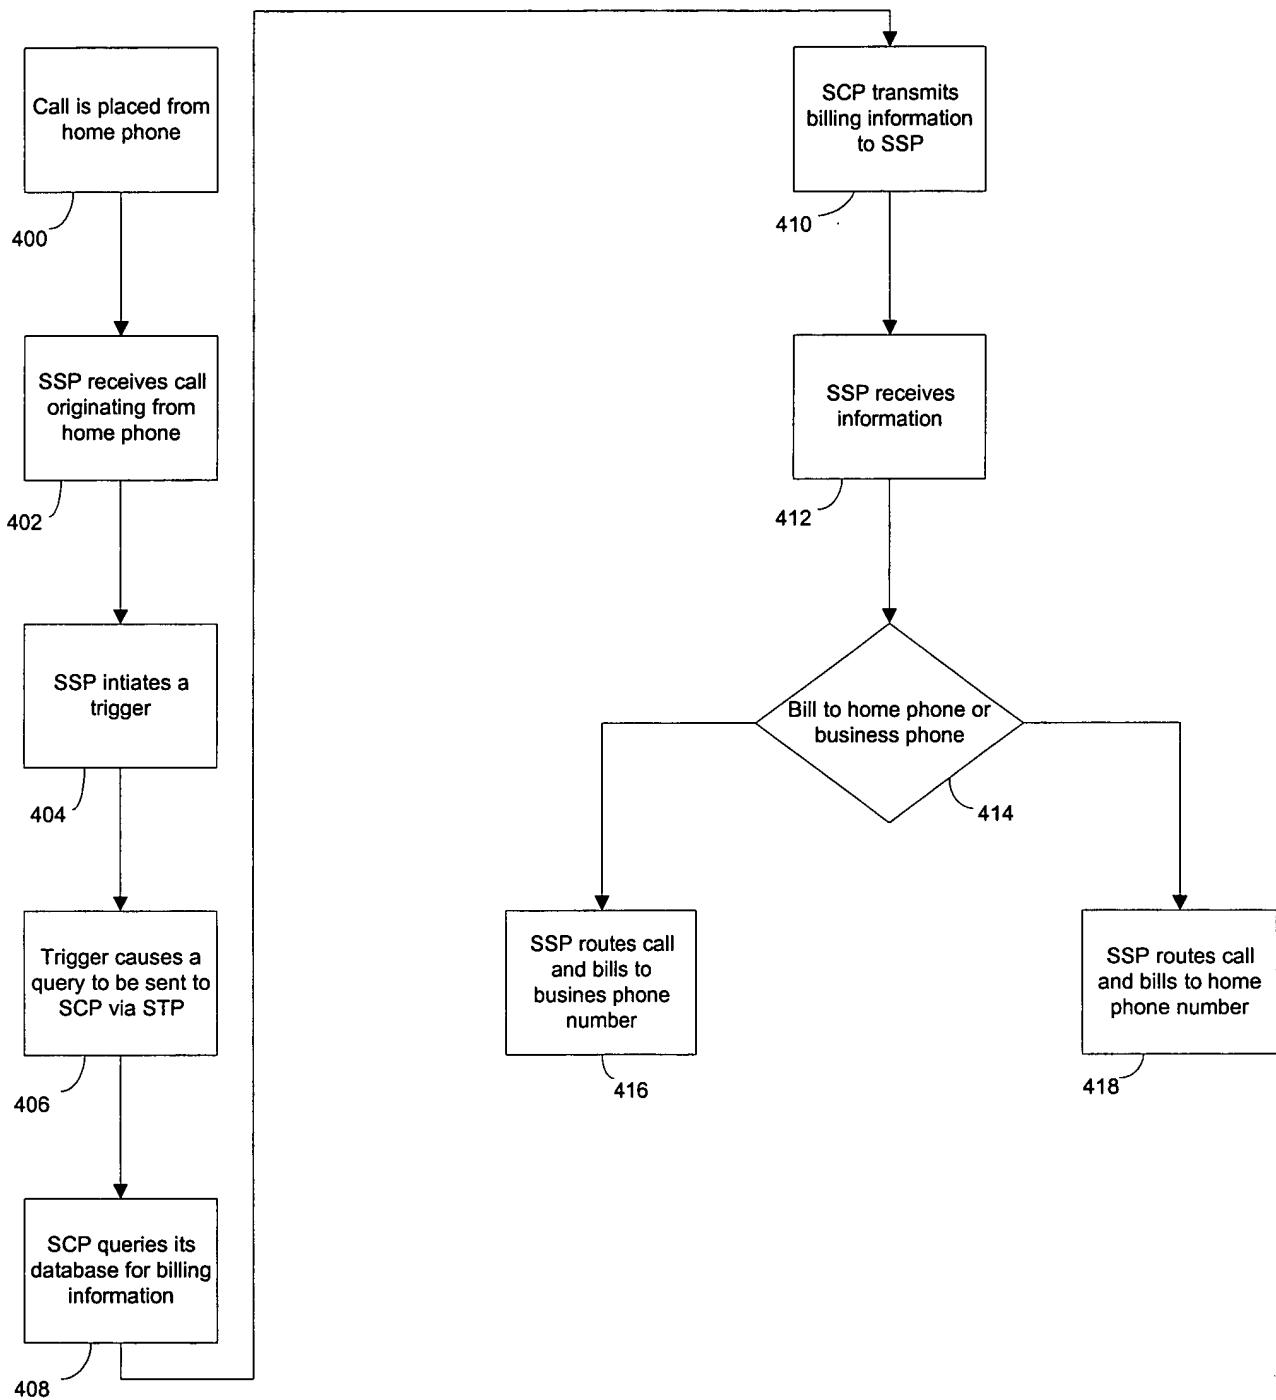 Call is placed from
home phone
400
SSP receives call
originating from
home phone
402
SSP intiates a
trigger
404
Trigger causes a
query to be sent to
SCP via STP
406
SCP queries its
database for billing
information
408
SCP transmits
billing information
to SSP
410
SSP receives
information
412
Bill to home phone or
business phone
414
SSP routes call
and bills to
busines phone
number
416
SSP routes call
and bills to home
phone number
418